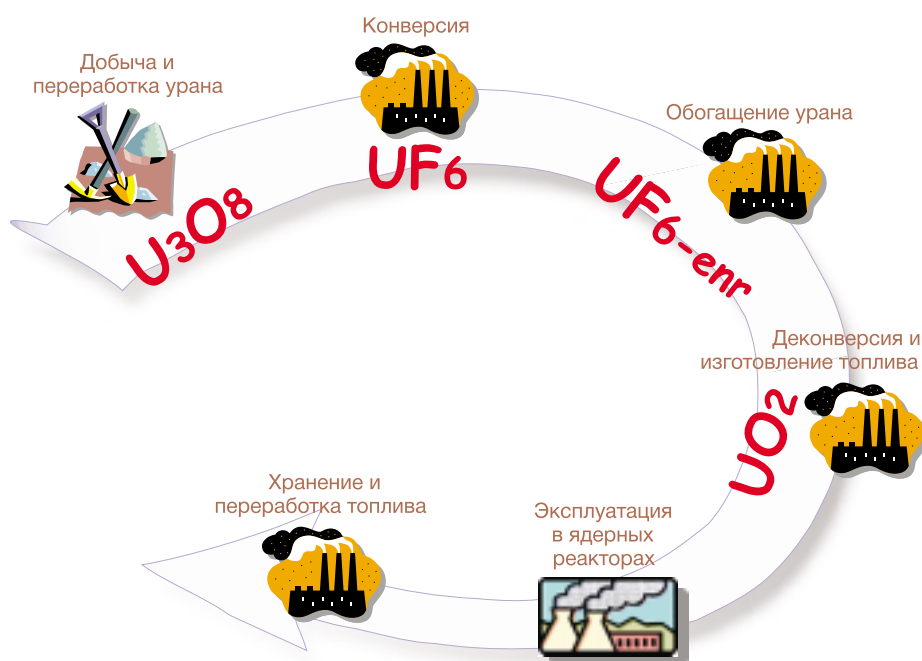 Добыча и
переработка урана
U3O8
Конверсия
UF6
Обогащение урана
UF6-enr
Деконверсия и
изготовление топлива
UO2
Эксплуатация
в ядерных
реакторах
Хранение и
переработка топлива